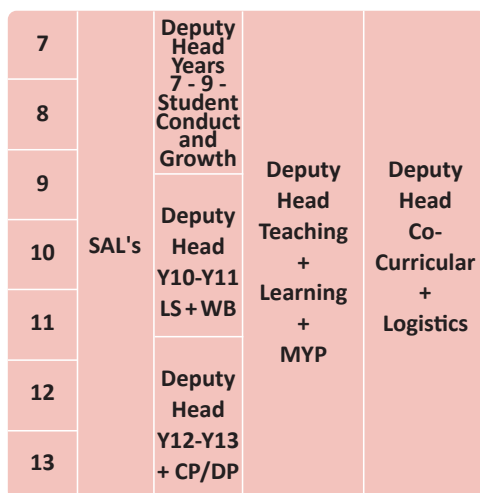 7
8
9
10
11
12
13
SAL's
Deputy
Head
Years
7 - 9 -
Student
Conduct
and
Growth
Deputy
Head
Y10-Y11
LS + WB
Deputy
Head
Y12-Y13
+ CP/DP
Deputy
Head
Teaching
+
Learning
+
MYP
Deputy
Head
Co-
Curricular
+
Logistics